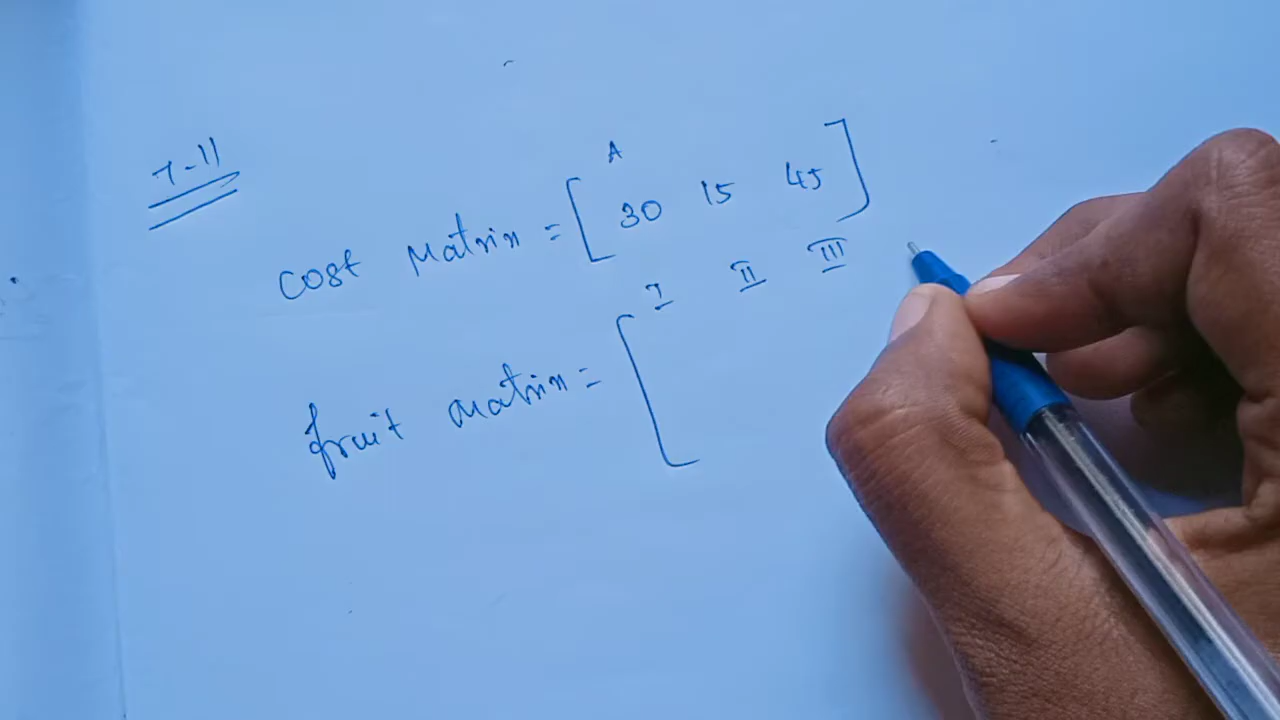 7-11
A
Cost Matrix = [ 30 15 45 ]
I II III
fruit Matrix = [